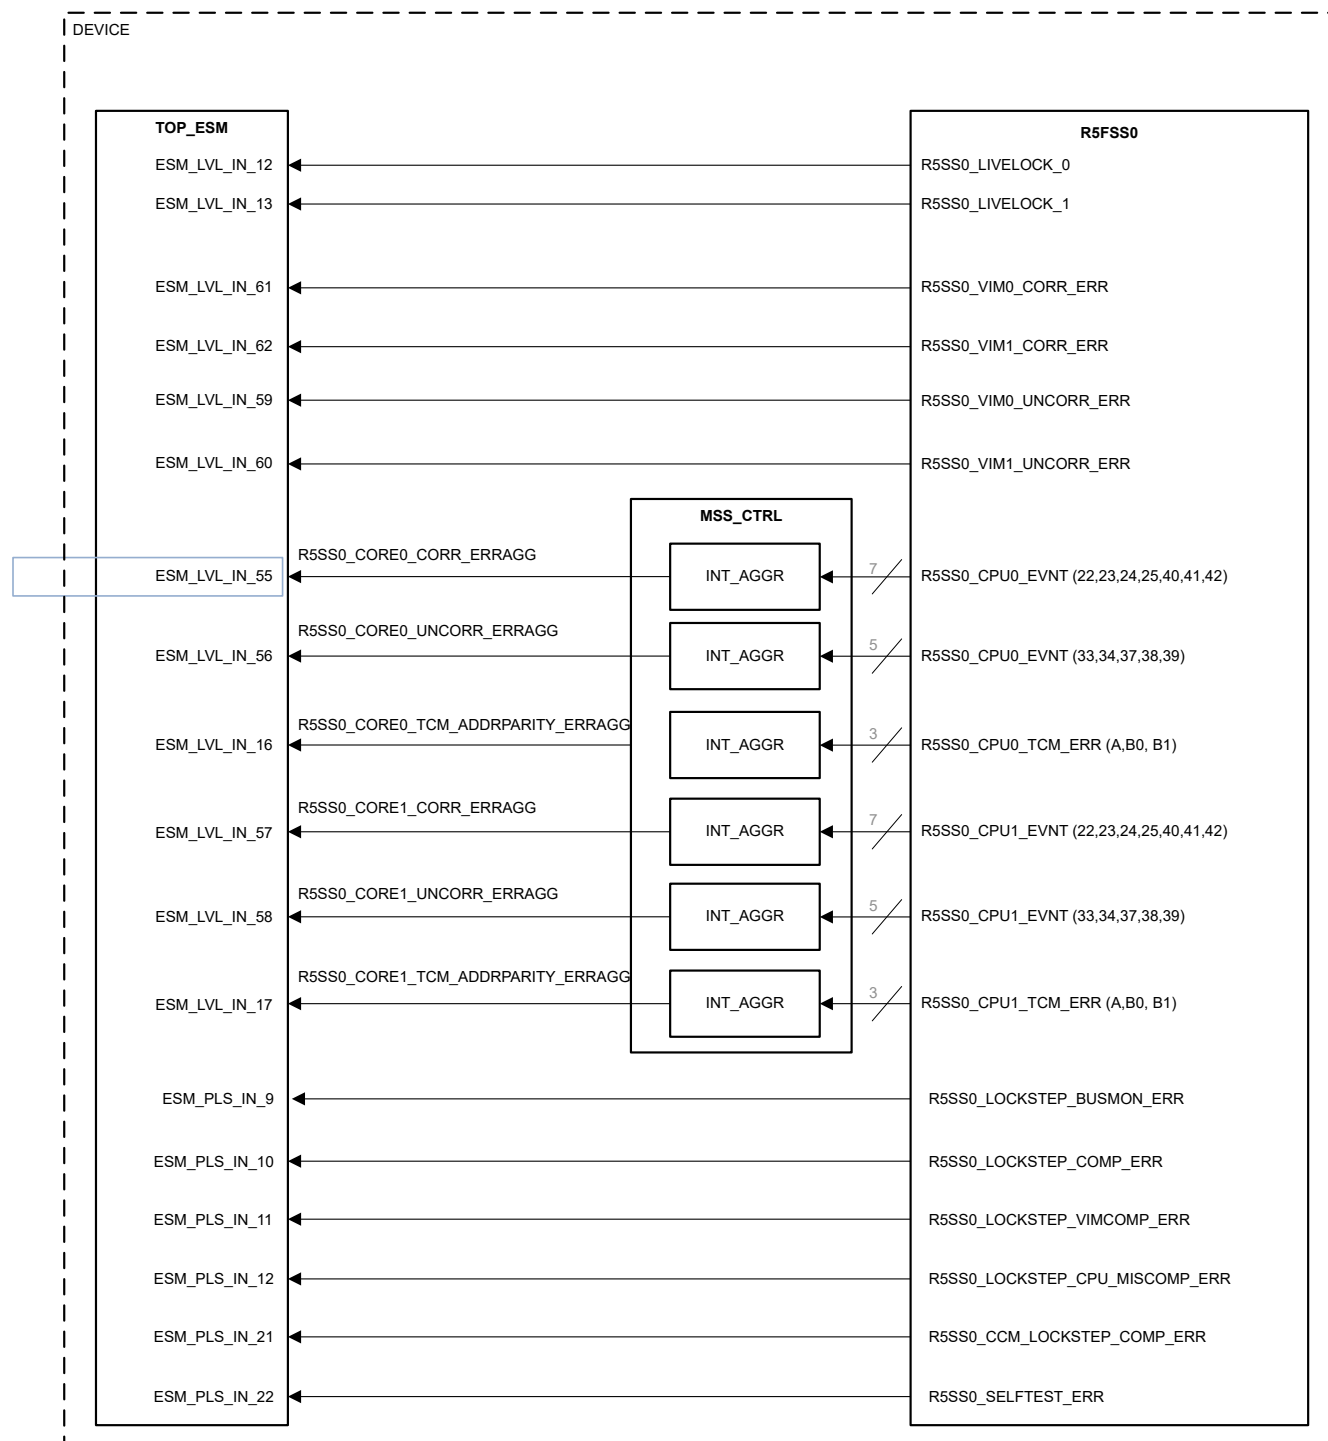 DEVICE
TOP_ESM
R5FSS0
ESM_LVL_IN_12
R5SS0_LIVELOCK_0
ESM_LVL_IN_13
R5SS0_LIVELOCK_1
ESM_LVL_IN_61
R5SS0_VIM0_CORR_ERR
ESM_LVL_IN_62
R5SS0_VIM1_CORR_ERR
ESM_LVL_IN_59
R5SS0_VIM0_UNCORR_ERR
ESM_LVL_IN_60
R5SS0_VIM1_UNCORR_ERR
MSS_CTRL
R5SS0_CORE0_CORR_ERRAGG
ESM_LVL_IN_55
INT_AGGR
7
R5SS0_CPU0_EVNT (22,23,24,25,40,41,42)
R5SS0_CORE0_UNCORR_ERRAGG
ESM_LVL_IN_56
INT_AGGR
5
R5SS0_CPU0_EVNT (33,34,37,38,39)
R5SS0_CORE0_TCM_ADDRPARITY_ERRAGG
ESM_LVL_IN_16
INT_AGGR
3
R5SS0_CPU0_TCM_ERR (A,B0, B1)
R5SS0_CORE1_CORR_ERRAGG
ESM_LVL_IN_57
INT_AGGR
7
R5SS0_CPU1_EVNT (22,23,24,25,40,41,42)
R5SS0_CORE1_UNCORR_ERRAGG
ESM_LVL_IN_58
INT_AGGR
5
R5SS0_CPU1_EVNT (33,34,37,38,39)
R5SS0_CORE1_TCM_ADDRPARITY_ERRAGG
ESM_LVL_IN_17
INT_AGGR
3
R5SS0_CPU1_TCM_ERR (A,B0, B1)
ESM_PLS_IN_9
R5SS0_LOCKSTEP_BUSMON_ERR
ESM_PLS_IN_10
R5SS0_LOCKSTEP_COMP_ERR
ESM_PLS_IN_11
R5SS0_LOCKSTEP_VIMCOMP_ERR
ESM_PLS_IN_12
R5SS0_LOCKSTEP_CPU_MISCOMP_ERR
ESM_PLS_IN_21
R5SS0_CCM_LOCKSTEP_COMP_ERR
ESM_PLS_IN_22
R5SS0_SELFTEST_ERR